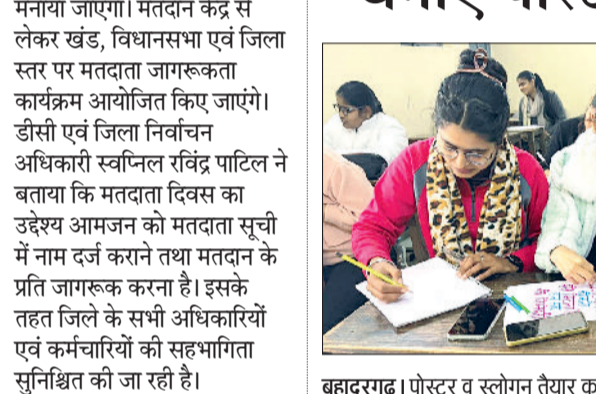 मनाया जाएगा। मतदान केंद्र से
लेकर खंड, विधानसभा एवं जिला
स्तर पर मतदाता जागरूकता
कार्यक्रम आयोजित किए जाएंगे।
डीसी एवं जिला निर्वाचन
अधिकारी स्वप्निल रविंद्र पाटिल ने
बताया कि मतदाता दिवस का
उद्देश्य आमजन को मतदाता सूची
में नाम दर्ज कराने तथा मतदान के
प्रति जागरूक करना है। इसके
तहत जिले के सभी अधिकारियों
एवं कर्मचारियों की सहभागिता
सुनिश्चित की जा रही है।
बहादुरगढ़। पोस्टर व स्लोगन तैयार